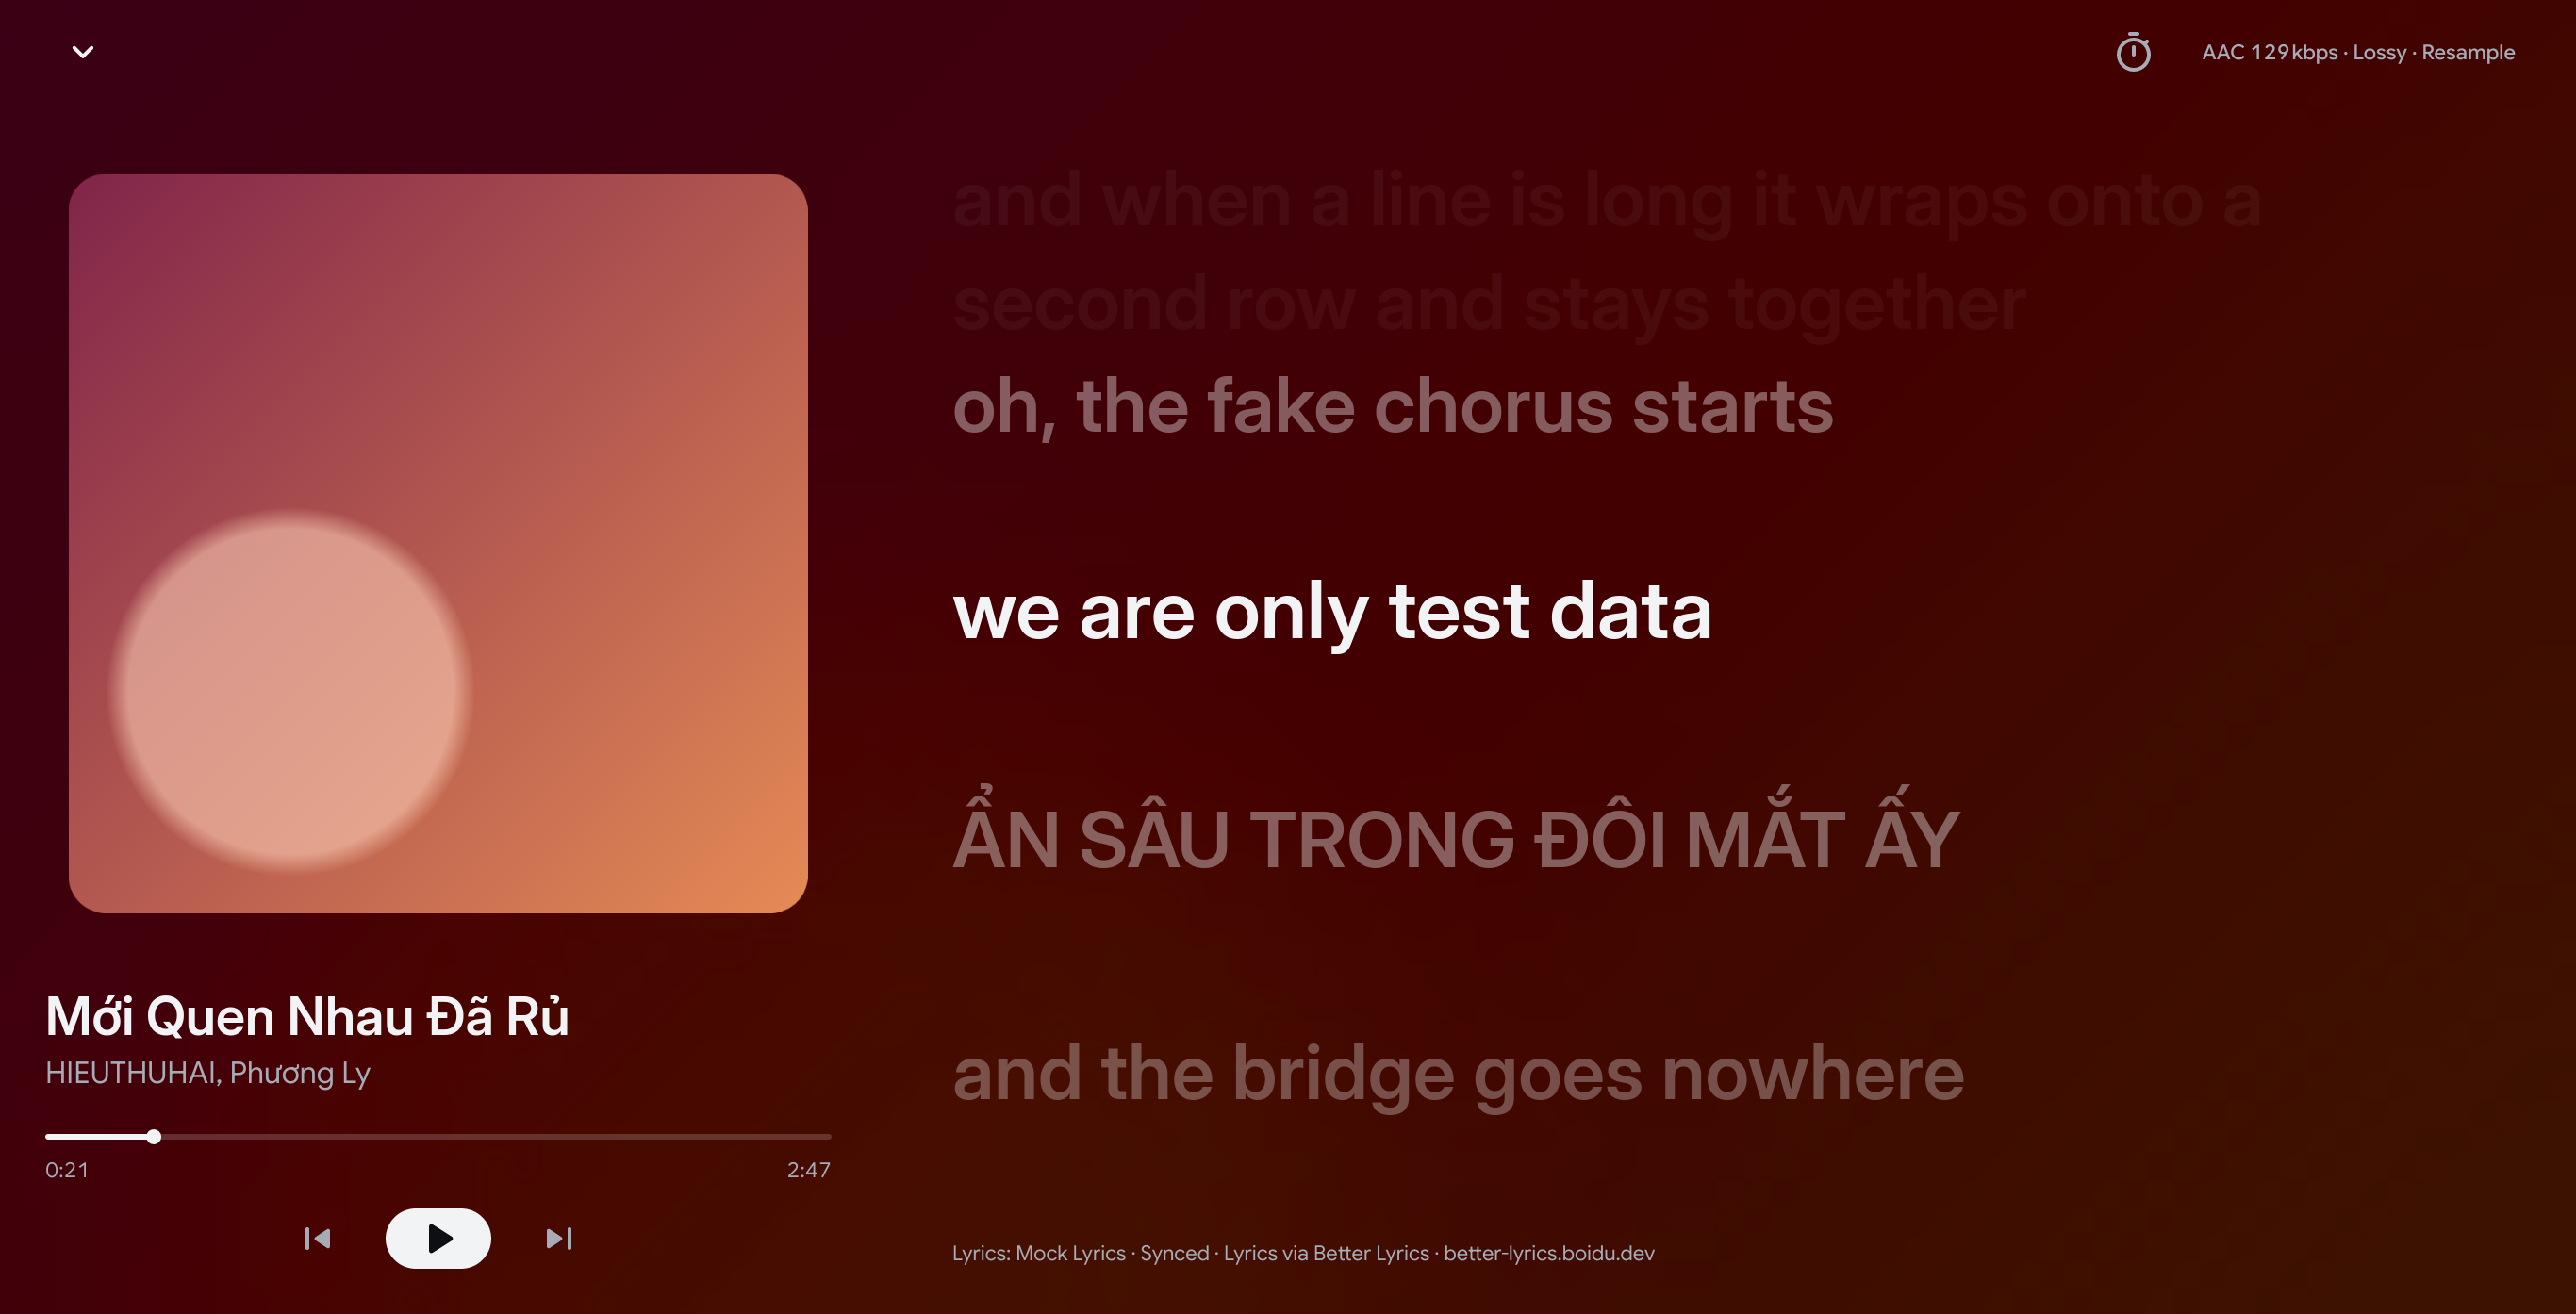 AAC 129 kbps · Lossy · Resample
and when a line is long it wraps onto a
second row and stays together
oh, the fake chorus starts
we are only test data
ẨN SÂU TRONG ĐÔI MẮT ẤY
and the bridge goes nowhere
Mới Quen Nhau Đã Rủ
HIEUTHUHAI, Phương Ly
0:21
2:47
Lyrics: Mock Lyrics · Synced · Lyrics via Better Lyrics · better-lyrics.boidu.dev